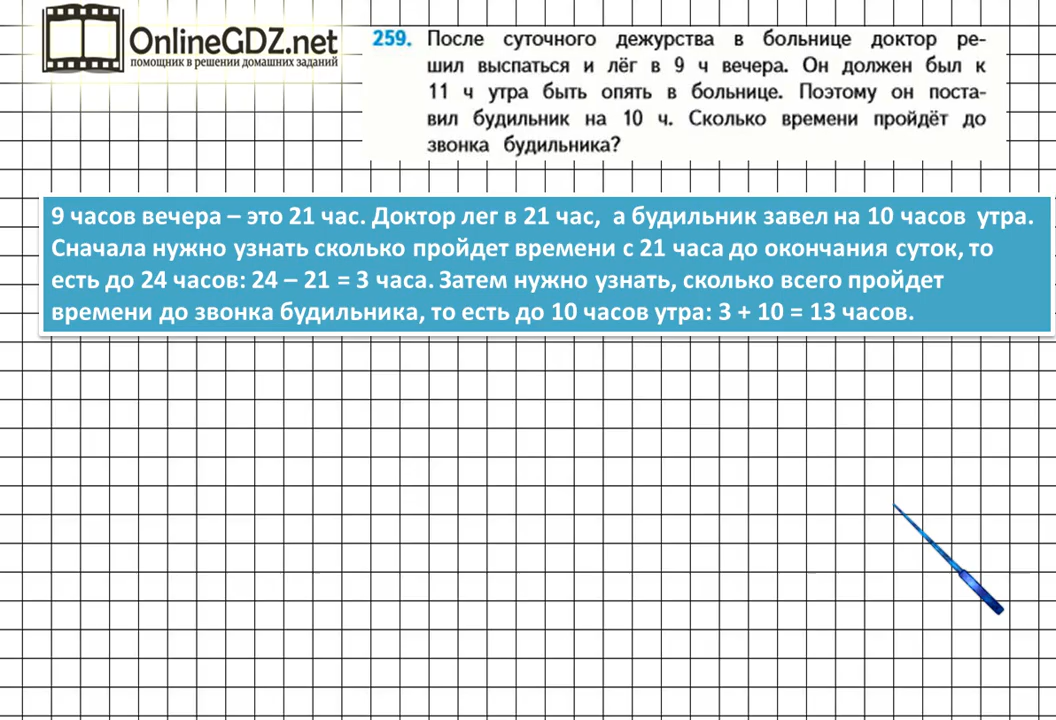 OnlineGDZ.net
помощник в решении домашних заданий
259. После суточного дежурства в больнице доктор ре-
шил выспаться и лёг в 9 ч вечера. Он должен был к
11 ч утра быть опять в больнице. Поэтому он поста-
вил будильник на 10 ч. Сколько времени пройдёт до
звонка будильника?
9 часов вечера – это 21 час. Доктор лег в 21 час, а будильник завел на 10 часов утра.
Сначала нужно узнать сколько пройдет времени с 21 часа до окончания суток, то
есть до 24 часов: 24 – 21 = 3 часа. Затем нужно узнать, сколько всего пройдет
времени до звонка будильника, то есть до 10 часов утра: 3 + 10 = 13 часов.